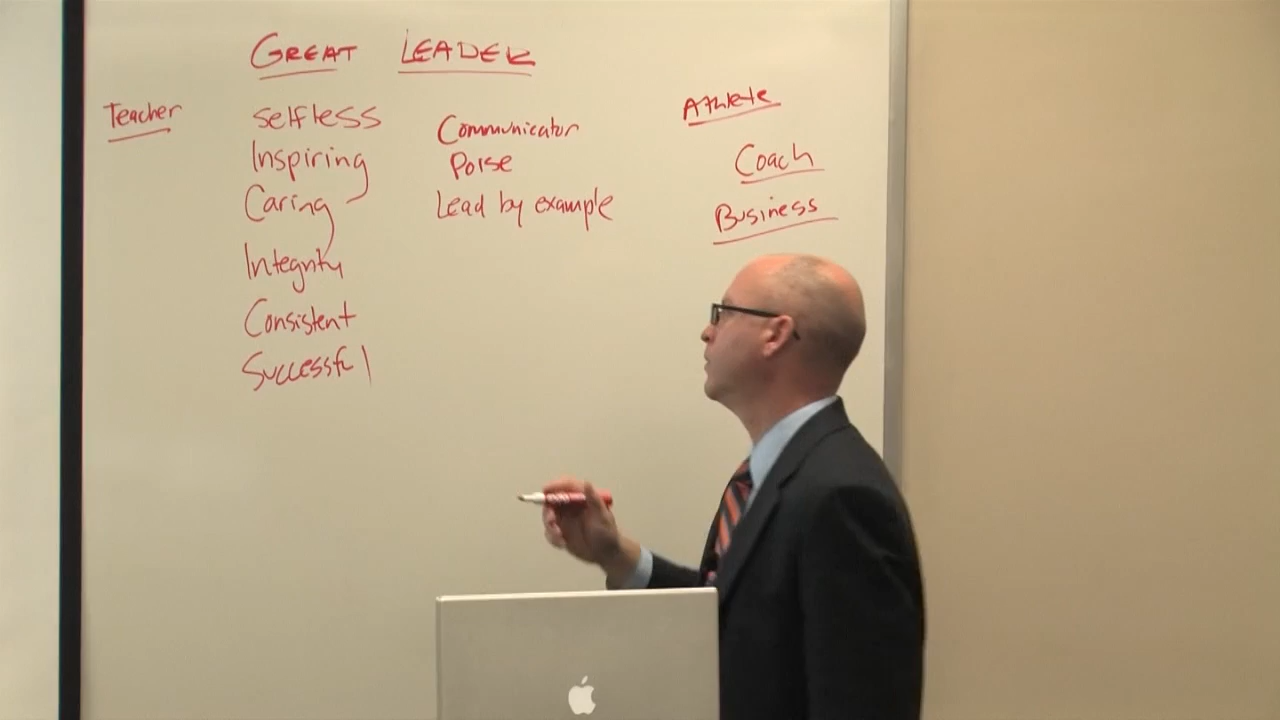 GREAT LEADER
Teacher
Selfless
Inspiring
Caring
Integrity
Consistent
Successful
Communicator
Poise
Lead by example
Athlete
Coach
Business